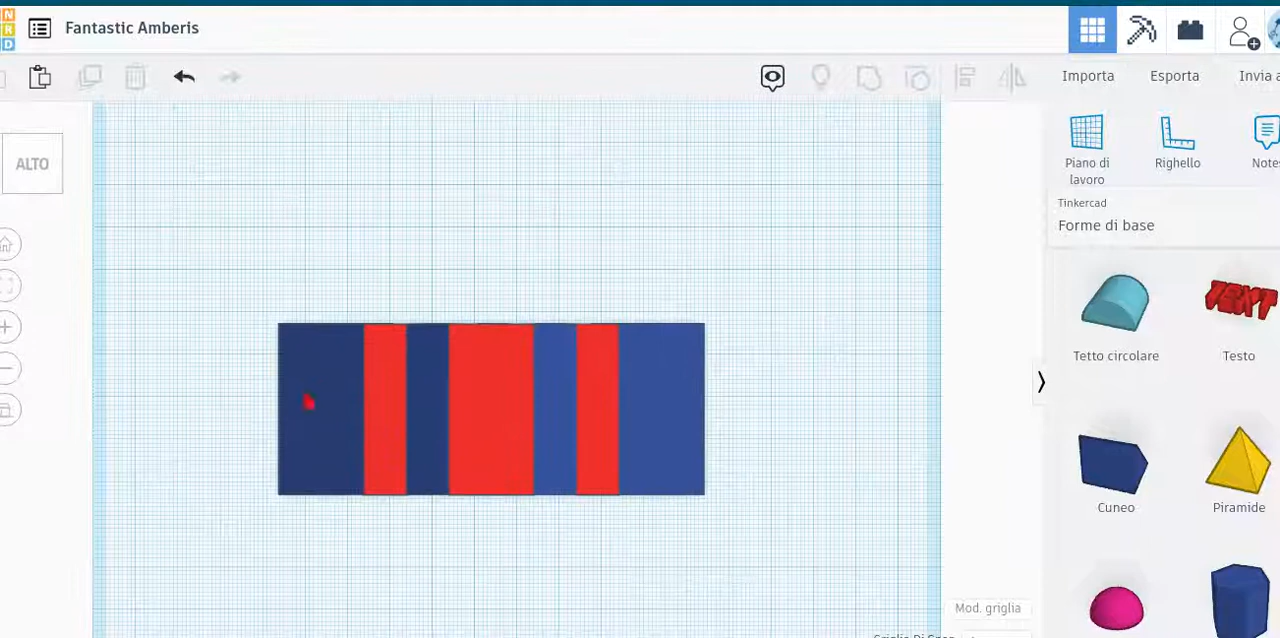 N
R
D
Fantastic Amberis
Importa
Esporta
Invia a
ALTO
Piano di lavoro
Righello
Note
Tinkercad
Forme di base
TEXT
Tetto circolare
Testo
Cuneo
Piramide
Mod. griglia